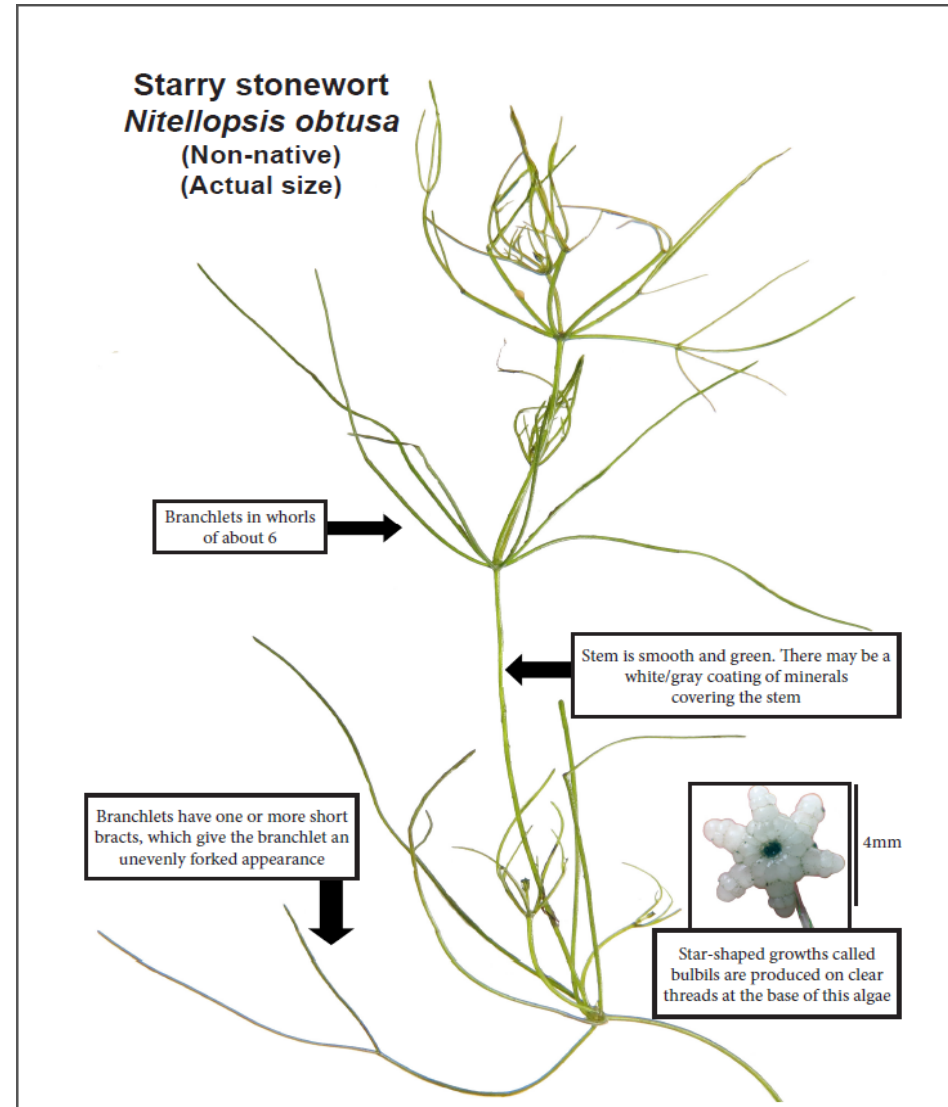 Starry stonewort
Nitellopsis obtusa
(Non-native)
(Actual size)
Branchlets in whorls
of about 6
Stem is smooth and green. There may be a
white/gray coating of minerals
covering the stem
Branchlets have one or more short
bracts, which give the branchlet an
unevenly forked appearance
4mm
Star-shaped growths called
bulbils are produced on clear
threads at the base of this algae